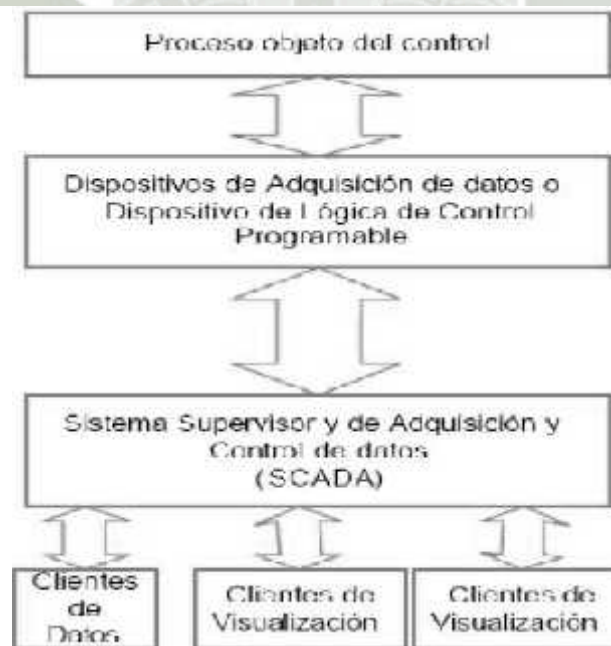 Proceso objeto del control
Dispositivos de Adquisición de datos o
Dispositivo de Lógica de Control
Programable
Sistema Supervisor y de Adquisición y
Control de datos
(SCADA)
Clientes
de
Datos
Clientes de
Visualización
Clientes de
Visualización